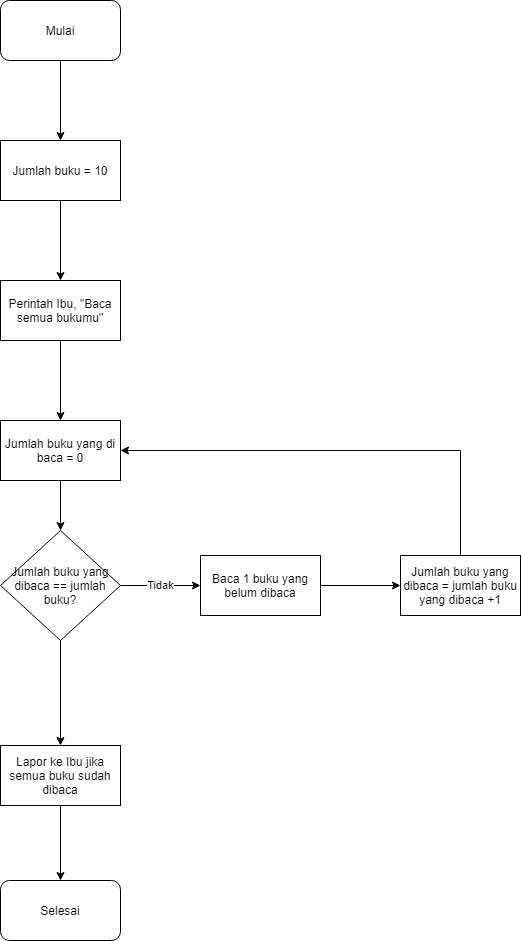 Mulai
Jumlah buku = 10
Perintah Ibu, "Baca
semua bukumu"
Jumlah buku yang di
baca = 0
Jumlah buku yang
dibaca == jumlah
buku?
Tidak
Baca 1 buku yang
belum dibaca
Jumlah buku yang
dibaca = jumlah buku
yang dibaca +1
Lapor ke Ibu jika
semua buku sudah
dibaca
Selesai